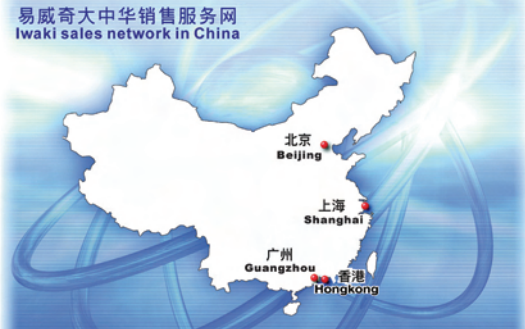 易威奇大中华销售服务网
Iwaki sales network in China
北京
Beijing
上海
Shanghai
广州
Guangzhou
香港
Hongkong